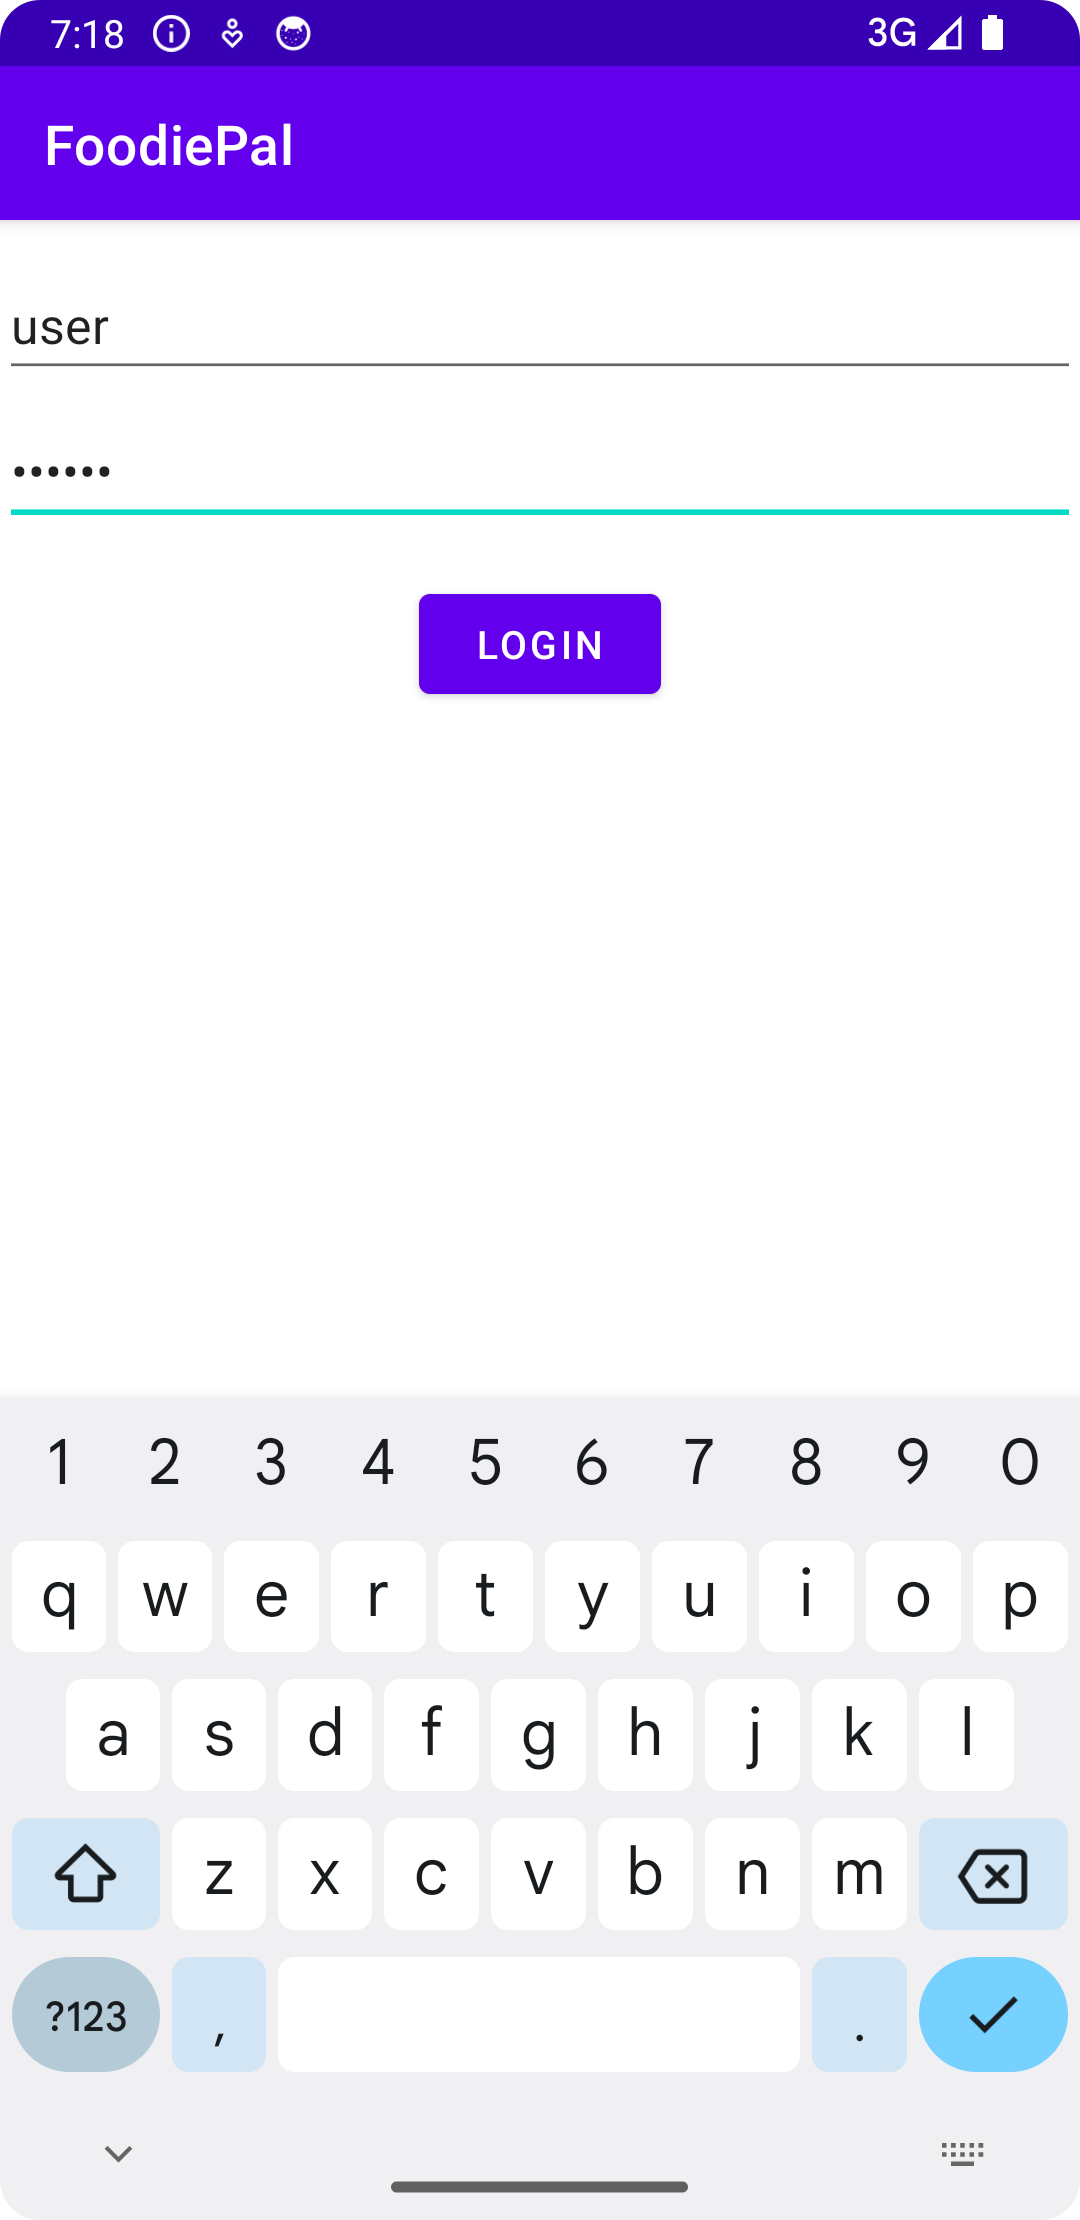 7:18 3G
FoodiePal
user
••••••
LOGIN
1 2 3 4 5 6 7 8 9 0
q w e r t y u i o p
a s d f g h j k l
z x c v b n m
?123 , .